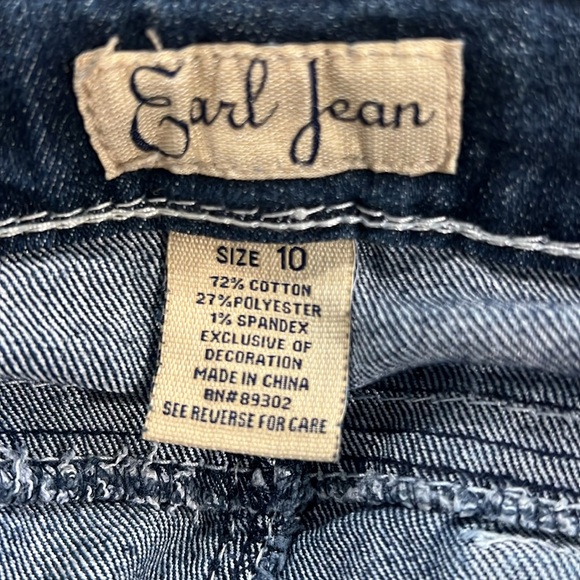 Earl Jean
SIZE 10
72% COTTON
27% POLYESTER
1% SPANDEX
EXCLUSIVE OF
DECORATION
MADE IN CHINA
RN#89302
SEE REVERSE FOR CARE